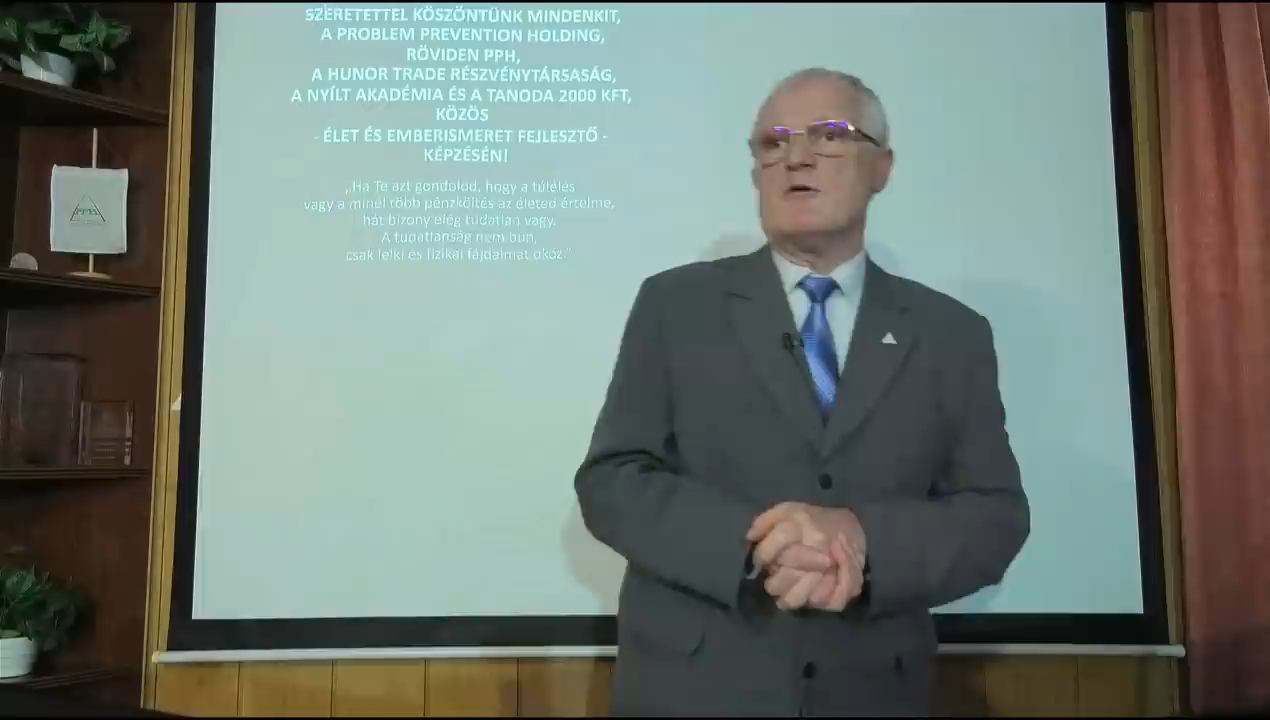 SZERETETTEL KÖSZÖNTÜNK MINDENKIT,
A PROBLEM PREVENTION HOLDING,
RÖVIDEN PPH,
A HUNOR TRADE RÉSZVÉNYTÁRSASÁG,
A NYÍLT AKADÉMIA ÉS A TANODA 2000 KFT,
KÖZÖS
- ÉLET ÉS EMBERISMERET FEJLESZTŐ -
KÉPZÉSÉN!
„Ha Te azt gondolod, hogy a túlélés
vagy a minél több pénzköltés az életed értelme,
hát bizony elég tudatlan vagy.
A tudatlanság nem bűn,
csak lelki és fizikai fájdalmat okoz."